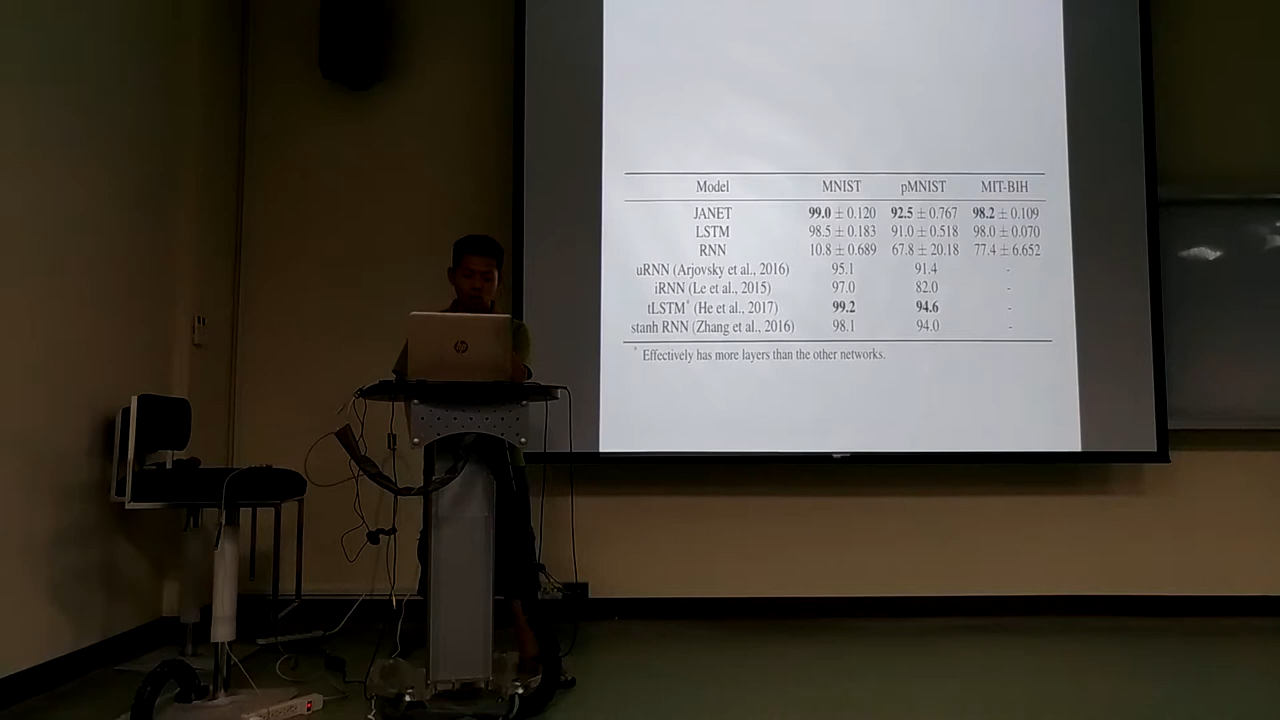 Model MNIST pMNIST MIT-BIH
JANET 99.0 ± 0.120 92.5 ± 0.767 98.2 ± 0.109
LSTM 98.5 ± 0.183 91.0 ± 0.518 98.0 ± 0.070
RNN 10.8 ± 0.689 67.8 ± 20.18 77.4 ± 6.652
uRNN (Arjovsky et al., 2016) 95.1 91.4 -
iRNN (Le et al., 2015) 97.0 82.0 -
tLSTM* (He et al., 2017) 99.2 94.6 -
stanh RNN (Zhang et al., 2016) 98.1 94.0 -
* Effectively has more layers than the other networks.
hp